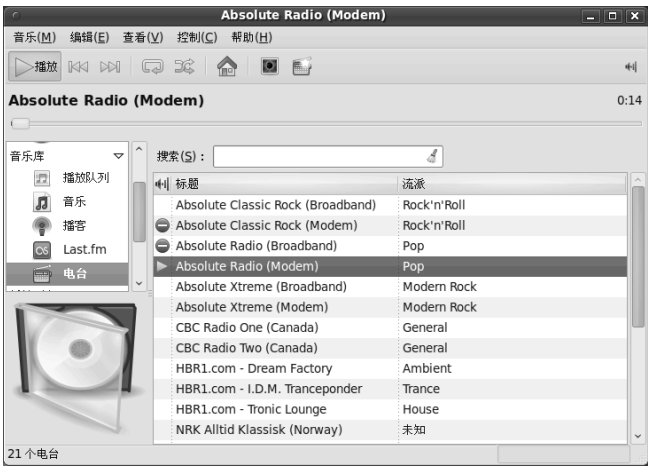 Absolute Radio (Modem)
音乐(M) 编辑(E) 查看(V) 控制(C) 帮助(H)
播放
Absolute Radio (Modem) 0:14
音乐库
播放队列
音乐
播客
Last.fm
电台
搜索(S)：
标题 流派
Absolute Classic Rock (Broadband) Rock'n'Roll
Absolute Classic Rock (Modem) Rock'n'Roll
Absolute Radio (Broadband) Pop
Absolute Radio (Modem) Pop
Absolute Xtreme (Broadband) Modern Rock
Absolute Xtreme (Modem) Modern Rock
CBC Radio One (Canada) General
CBC Radio Two (Canada) General
HBR1.com - Dream Factory Ambient
HBR1.com - I.D.M. Tranceponder Trance
HBR1.com - Tronic Lounge House
NRK Alltid Klassisk (Norway) 未知
21 个电台